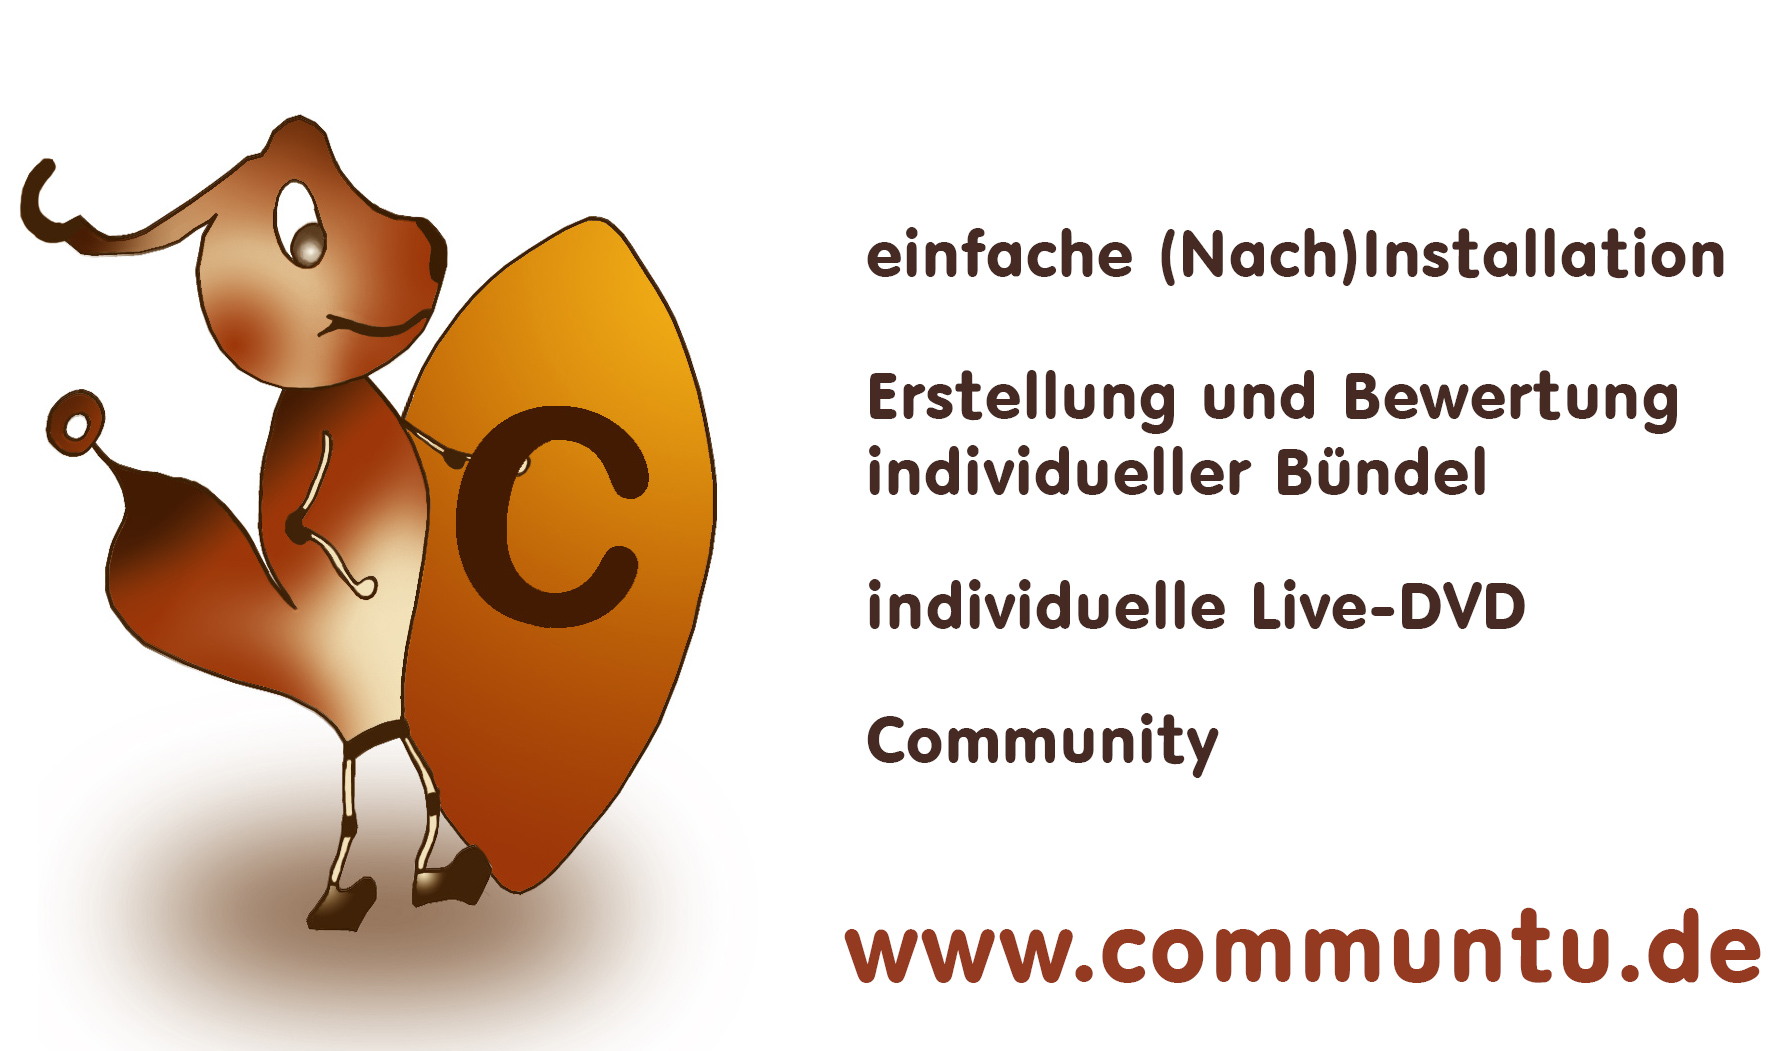 C
einfache (Nach)Installation
Erstellung und Bewertung
individueller Bündel
individuelle Live-DVD
Community
www.communtu.de